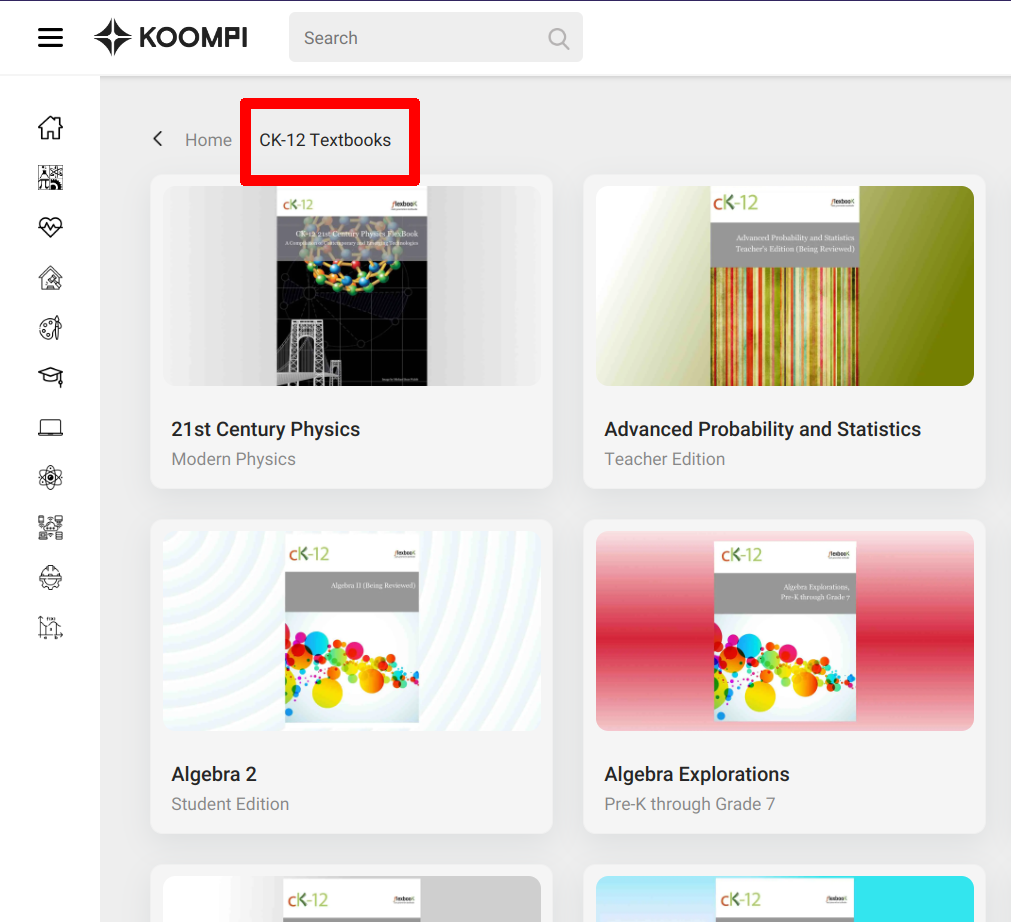 KOOMPI
Search
Home
CK-12 Textbooks
cK-12
flexbook
CK-12 21st Century Physics FlexBook
A Compilation of Contemporary and Emerging Technologies
21st Century Physics
Modern Physics
cK-12
flexbook
Advanced Probability and Statistics
Teacher's Edition (Being Reviewed)
Advanced Probability and Statistics
Teacher Edition
cK-12
flexbook
Algebra II (Being Reviewed)
Algebra 2
Student Edition
cK-12
flexbook
Algebra Explorations,
Pre-K through Grade 7
Algebra Explorations
Pre-K through Grade 7
cK-12
flexbook
cK-12
flexbook